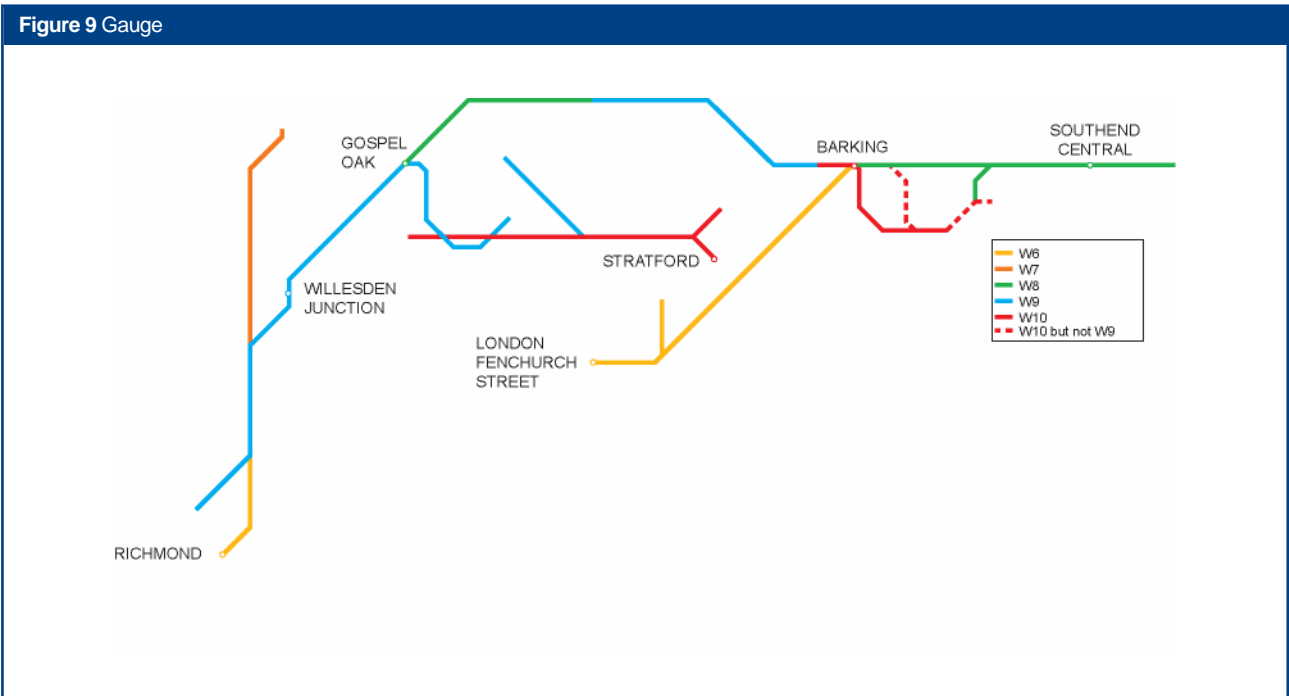 Figure 9 Gauge
GOSPEL
OAK
BARKING
SOUTHEND
CENTRAL
STRATFORD
WILLESDEN
JUNCTION
LONDON
FENCHURCH
STREET
RICHMOND
W6
W7
W8
W9
W10
W10 but not W9